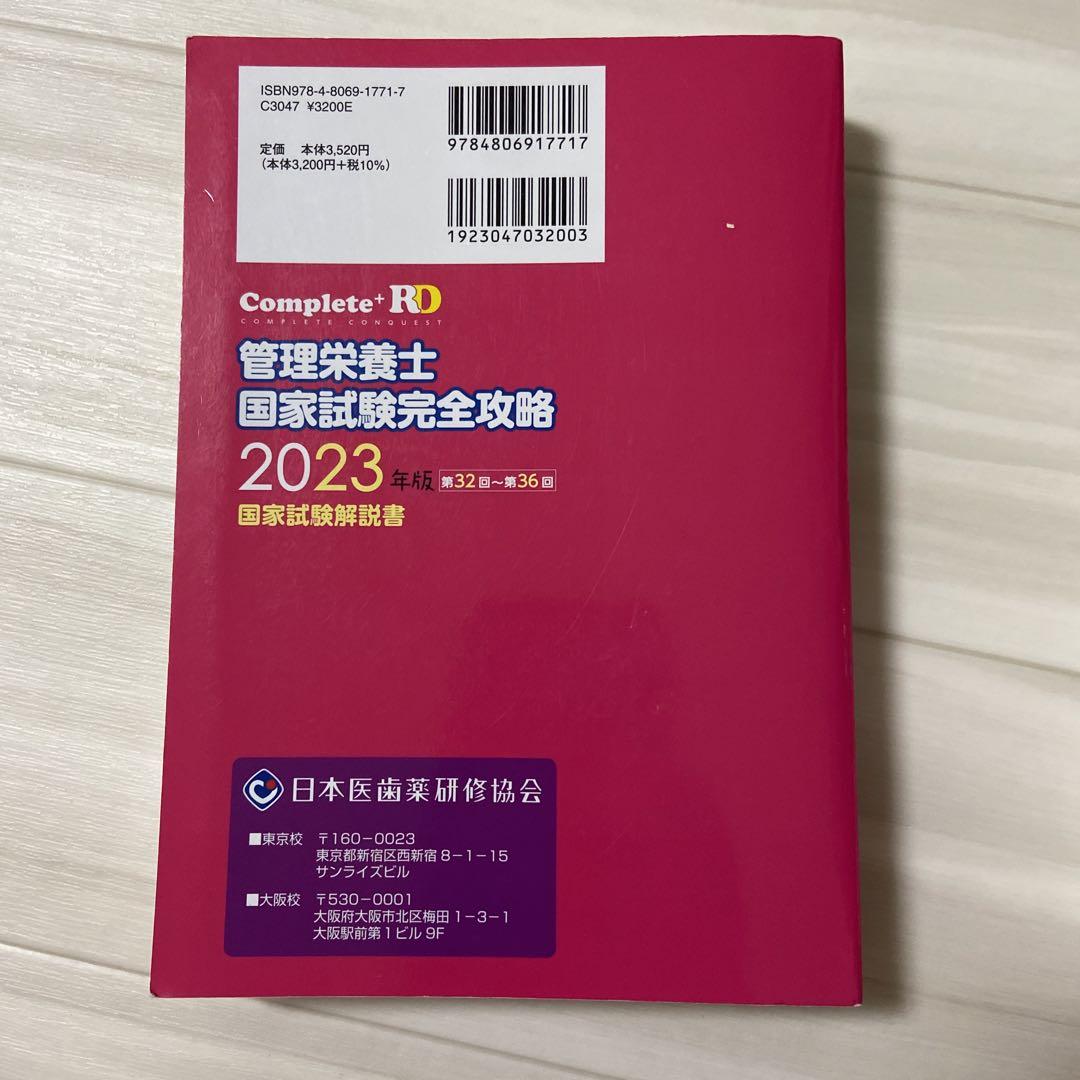 ISBN978-4-8069-1771-7
C3047 ¥3200E
定価 本体3,520円
(本体3,200円+税10%)
9784806917717
1923047032003
Complete+ RD
COMPLETE CONQUEST
管理栄養士
国家試験完全攻略
2023年版 第32回～第36回
国家試験解説書
日本医歯薬研修協会
■東京校 〒160-0023
東京都新宿区西新宿8-1-15
サンライズビル
■大阪校 〒530-0001
大阪府大阪市北区梅田1-3-1
大阪駅前第1ビル9F